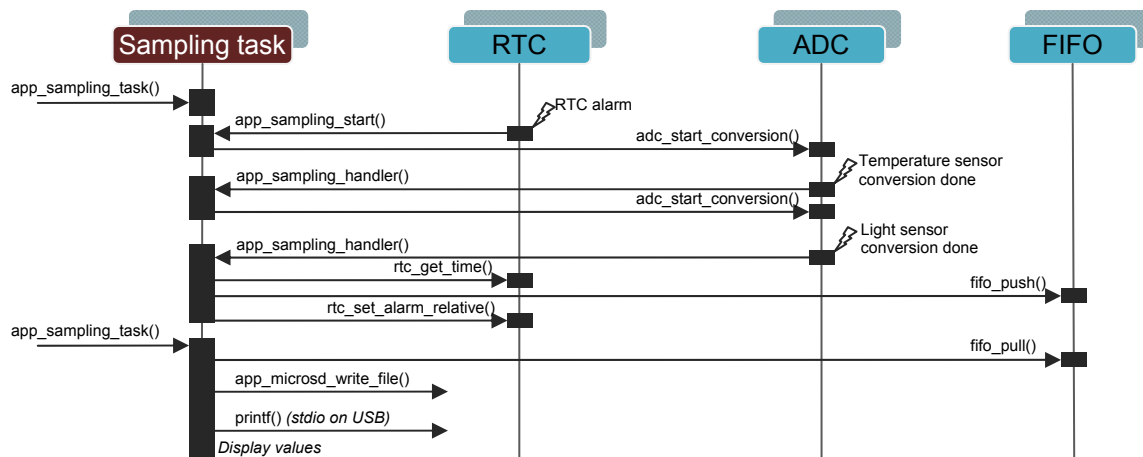 Sampling task
RTC
ADC
FIFO
app_sampling_task()
RTC alarm
app_sampling_start()
adc_start_conversion()
Temperature sensor
conversion done
app_sampling_handler()
adc_start_conversion()
Light sensor
conversion done
app_sampling_handler()
rtc_get_time()
fifo_push()
rtc_set_alarm_relative()
app_sampling_task()
fifo_pull()
app_microsd_write_file()
printf() (stdio on USB)
Display values